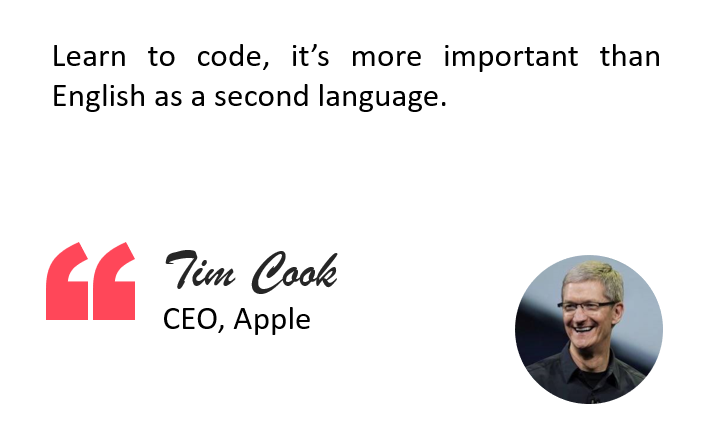 Learn to code, it’s more important than
English as a second language.
Tim Cook
CEO, Apple